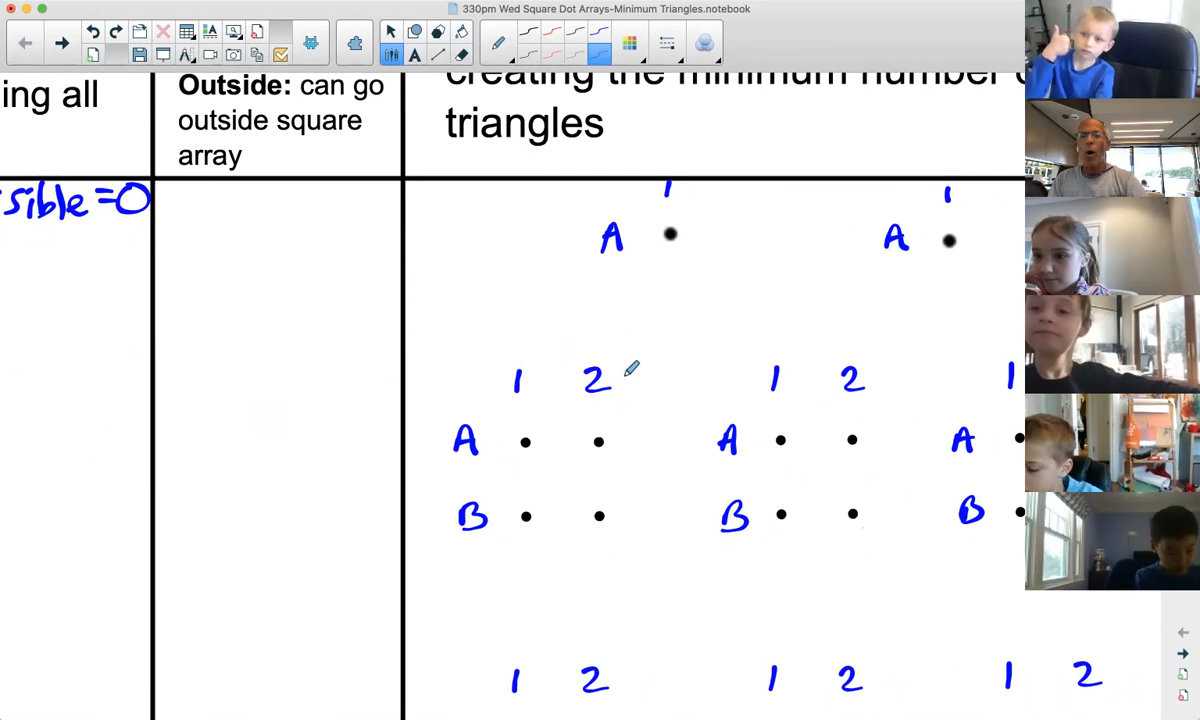 330pm Wed Square Dot Arrays-Minimum Triangles.notebook
ing all
Outside: can go
outside square
array
creating the minimum number
triangles
sible=0
1 1
A A
1 2 1 2 1
A A A
B B B
1 2 1 2 1 2